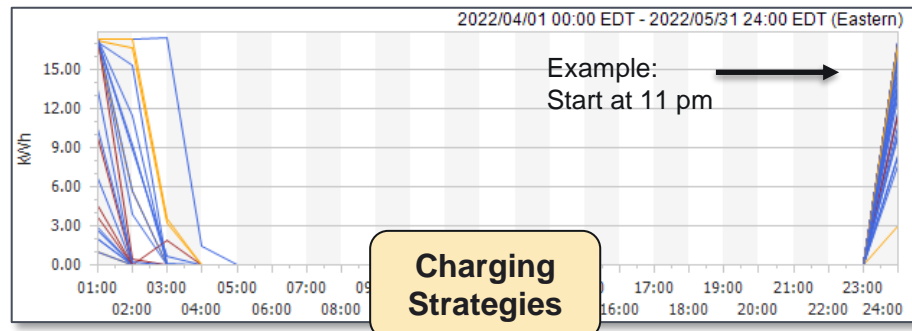 2022/04/01 00:00 EDT - 2022/05/31 24:00 EDT (Eastern)
Example:
Start at 11 pm
kWh
15.00
12.00
9.00
6.00
3.00
0.00
Charging
Strategies
01:00 03:00 05:00 07:00 17:00 19:00 21:00 23:00
02:00 04:00 06:00 08:00 16:00 18:00 20:00 22:00 24:00